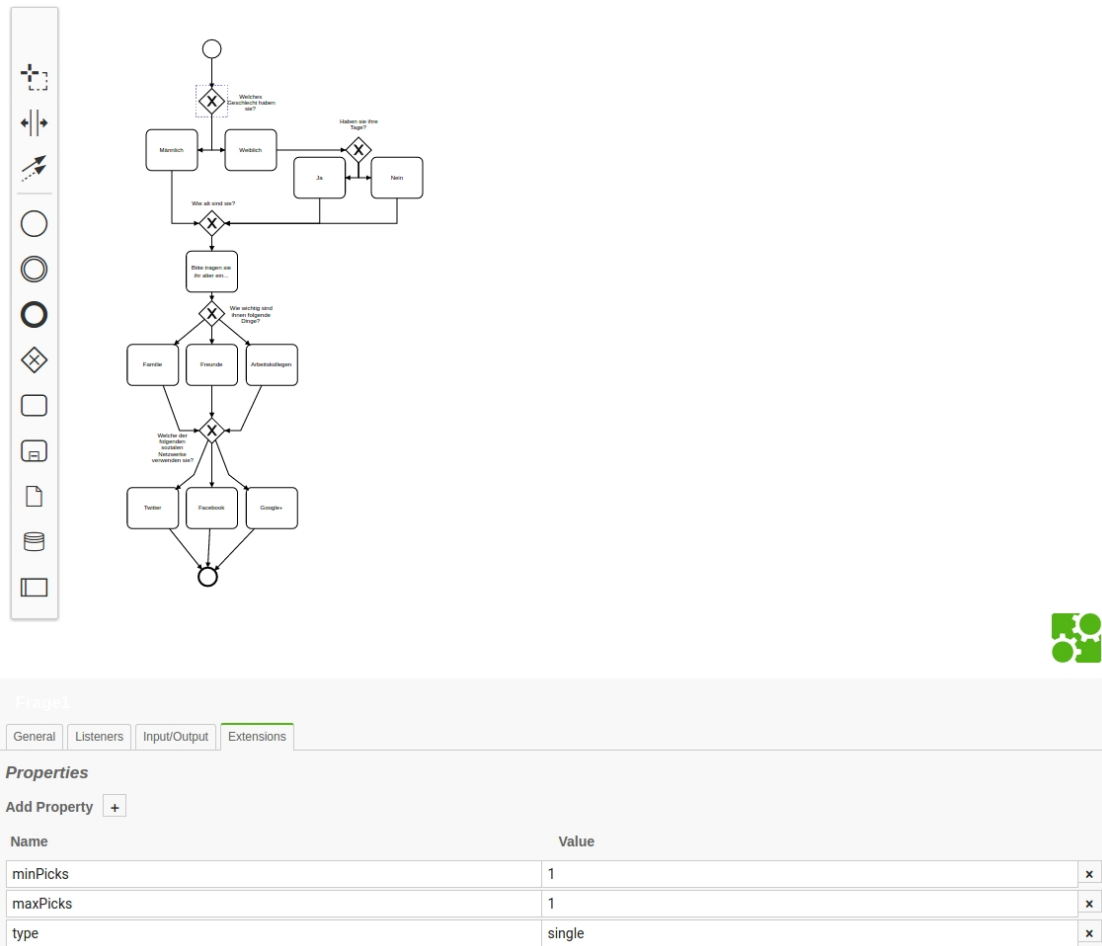 Welches
Geschlecht haben
sie?
Haben sie ihre
Tage?
Männlich
Weiblich
Ja
Nein
Wie alt sind sie?
Bitte tragen sie
ihr alter ein...
Wie wichtig sind
ihnen folgende
Dinge?
Familie
Freunde
Arbeitskollegen
Welche der
folgenden
sozialen
Netzwerke
verwenden sie?
Twitter
Facebook
Google+
Frage1
General
Listeners
Input/Output
Extensions
Properties
Add Property +
Name Value
minPicks 1 x
maxPicks 1 x
type single x